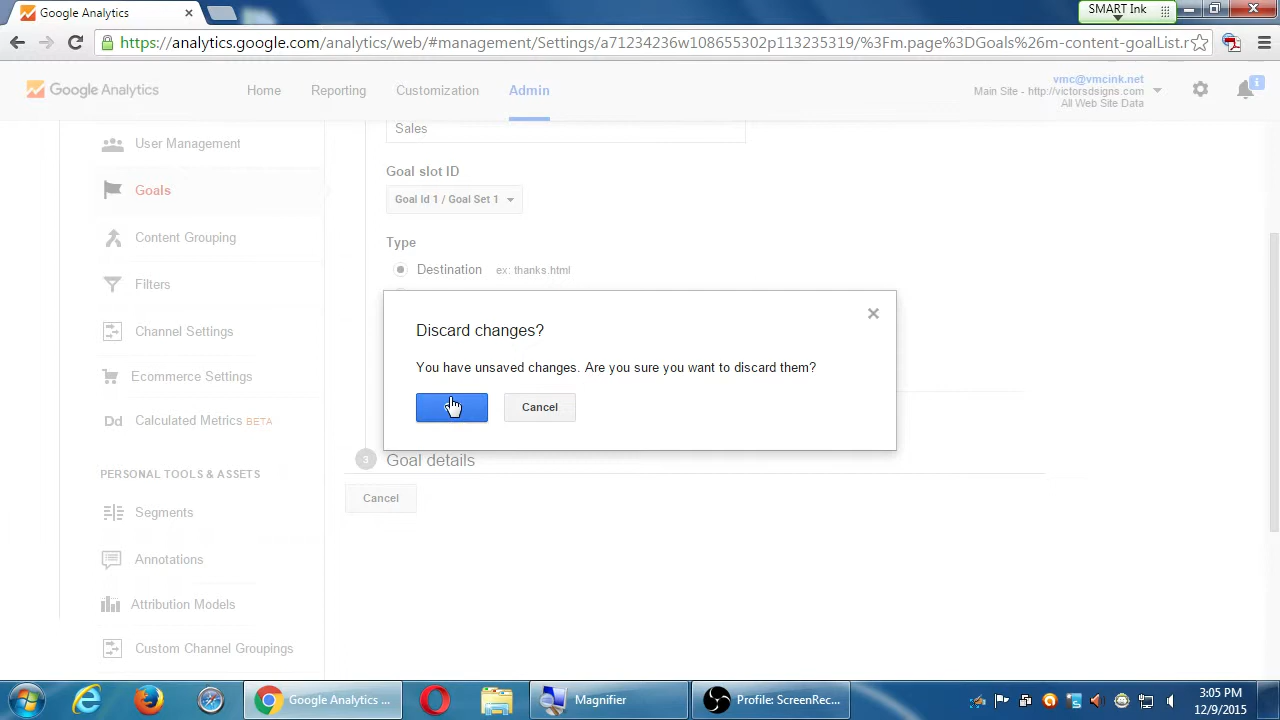 Google Analytics
SMART Ink
https://analytics.google.com/analytics/web/#management/Settings/a71234236w108655302p113235319/%3Fm.page%3DGoals%26m-content-goalList.r
Google Analytics
Home
Reporting
Customization
Admin
vmc@vmcink.net
Main Site - http://victorsdsigns.com
All Web Site Data
User Management
Goals
Content Grouping
Filters
Channel Settings
Ecommerce Settings
Dd Calculated Metrics BETA
PERSONAL TOOLS & ASSETS
Segments
Annotations
Attribution Models
Custom Channel Groupings
Sales
Goal slot ID
Goal Id 1 / Goal Set 1
Type
Destination ex: thanks.html
Discard changes?
You have unsaved changes. Are you sure you want to discard them?
Cancel
3 Goal details
Cancel
Google Analytics ...
Magnifier
Profile: ScreenRec...
3:05 PM
12/9/2015